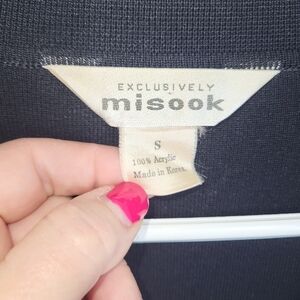 EXCLUSIVELY
misook
S
100% Acrylic
Made in Korea